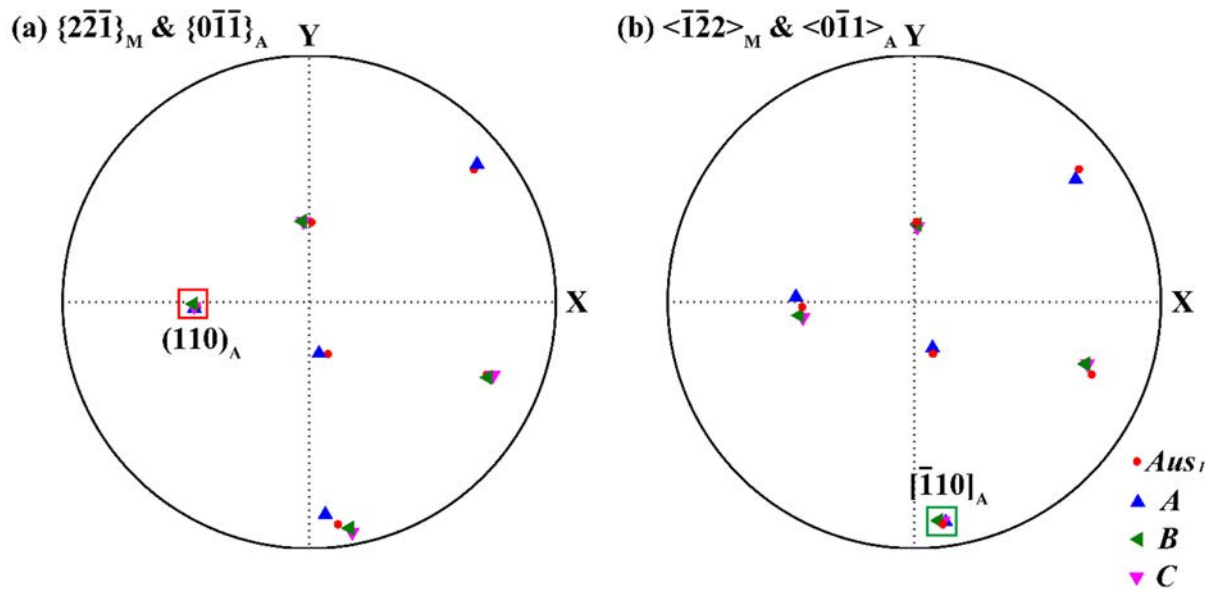 (a) {22̅1̅}M & {01̅1̅}A
Y
X
(110)A
(b) <1̅2̅2>M & <01̅1>A
Y
X
[1̅10]A
Aus₁
A
B
C